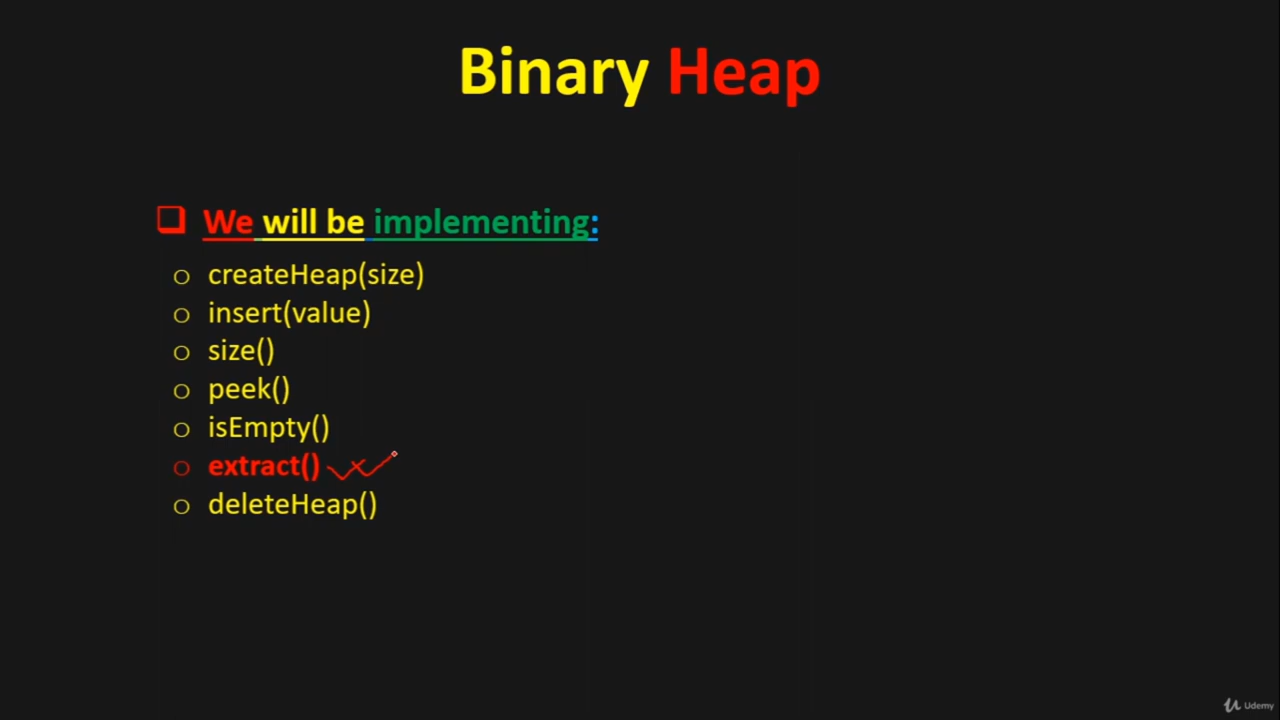 Binary Heap
We will be implementing:
createHeap(size)
insert(value)
size()
peek()
isEmpty()
extract()
deleteHeap()
Udemy